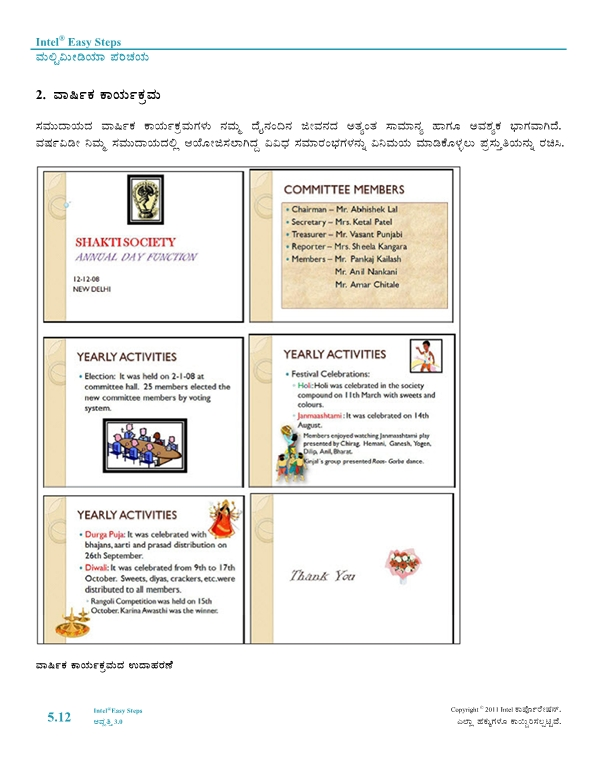 Intel® Easy Steps
ಮಲ್ಟಿಮೀಡಿಯಾ ಪರಿಚಯ
2. ವಾರ್ಷಿಕ ಕಾರ್ಯಕ್ರಮ
ಸಮುದಾಯದ ವಾರ್ಷಿಕ ಕಾರ್ಯಕ್ರಮಗಳು ನಮ್ಮ ದೈನಂದಿನ ಜೀವನದ ಅತ್ಯಂತ ಸಾಮಾನ್ಯ ಹಾಗೂ ಅವಶ್ಯಕ ಭಾಗವಾಗಿದೆ.
ವರ್ಷವಿಡೀ ನಿಮ್ಮ ಸಮುದಾಯದಲ್ಲಿ ಆಯೋಜಿಸಲಾಗಿದ್ದ ವಿವಿಧ ಸಮಾರಂಭಗಳನ್ನು ವಿನಿಮಯ ಮಾಡಿಕೊಳ್ಳಲು ಪ್ರಸ್ತುತಿಯನ್ನು ರಚಿಸಿ.
SHAKTI SOCIETY
ANNUAL DAY FUNCTION
12-12-08
NEW DELHI
COMMITTEE MEMBERS
• Chairman – Mr. Abhishek Lal
• Secretary – Mrs. Ketal Patel
• Treasurer – Mr. Vasant Punjabi
• Reporter – Mrs. Sheela Kangara
• Members – Mr. Pankaj Kailash
Mr. Anil Nankani
Mr. Amar Chitale
YEARLY ACTIVITIES
• Election: It was held on 2-1-08 at
committee hall. 25 members elected the
new committee members by voting
system.
YEARLY ACTIVITIES
• Festival Celebrations:
Holi: Holi was celebrated in the society
compound on 11th March with sweets and
colours.
Janmaashtami: It was celebrated on 14th
August.
Members enjoyed watching Janmasshtami play
presented by Chirag, Hemani, Ganesh, Yogen,
Dilip, Anil, Bharat.
Kinjal's group presented Raas- Garba dance.
YEARLY ACTIVITIES
• Durga Puja: It was celebrated with
bhajans, aarti and prasad distribution on
26th September.
• Diwali: It was celebrated from 9th to 17th
October. Sweets, diyas, crackers, etc. were
distributed to all members.
Rangoli Competition was held on 15th
October. Karina Awasthi was the winner.
Thank You
ವಾರ್ಷಿಕ ಕಾರ್ಯಕ್ರಮದ ಉದಾಹರಣೆ
5.12
Intel® Easy Steps
ಆವೃತ್ತಿ 3.0
Copyright © 2011 Intel ಕಾರ್ಪೊರೇಷನ್.
ಎಲ್ಲಾ ಹಕ್ಕುಗಳೂ ಕಾಯ್ದಿರಿಸಲ್ಪಟ್ಟಿವೆ.